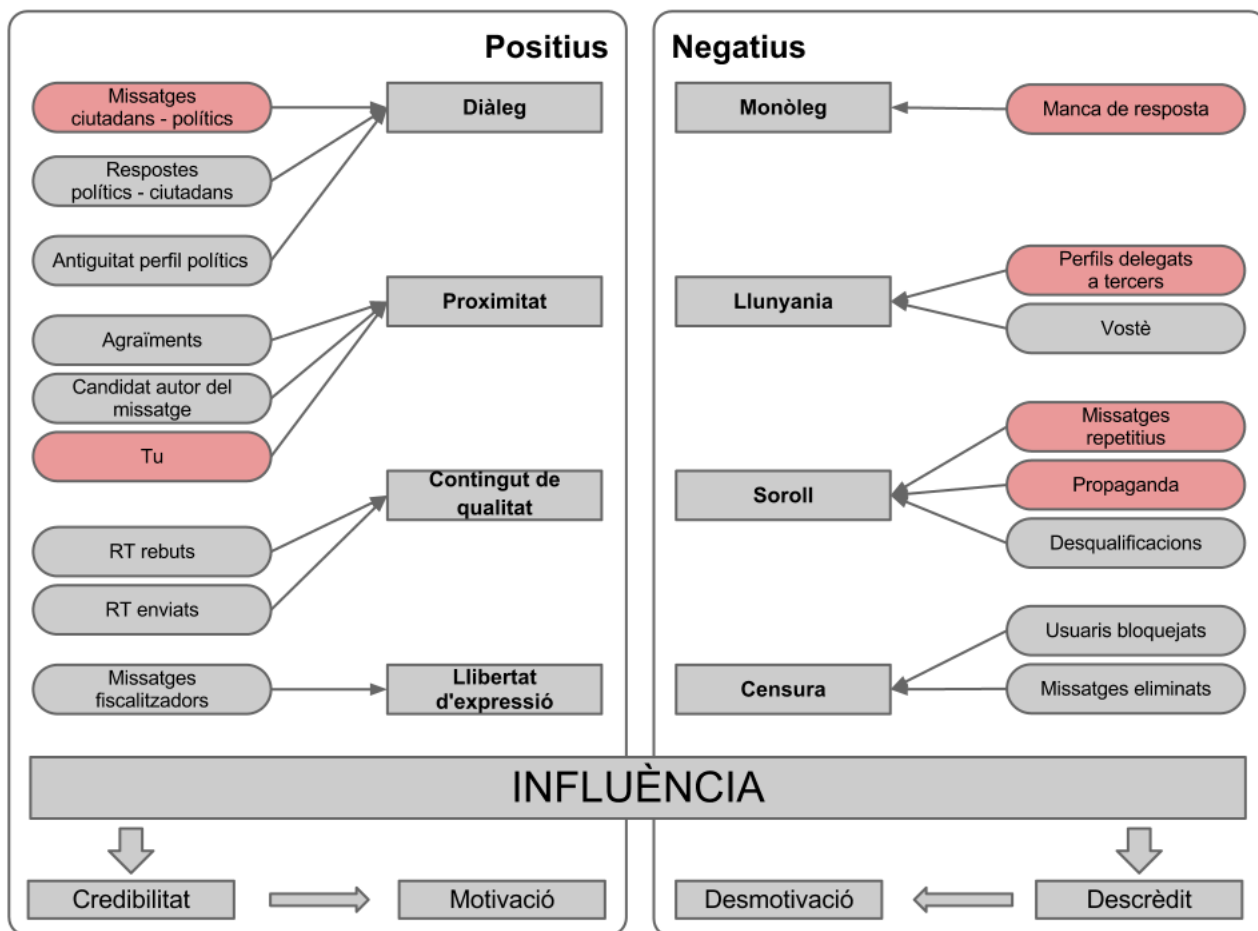 Positius
Missatges
ciutadans - polítics
Diàleg
Respostes
polítics - ciutadans
Antiguitat perfil polítics
Proximitat
Agraïments
Candidat autor del
missatge
Tu
Contingut de
qualitat
RT rebuts
RT enviats
Missatges
fiscalitzadors
Llibertat
d'expressió
Negatius
Monòleg
Manca de resposta
Perfils delegats
a tercers
Llunyania
Vostè
Missatges
repetitius
Soroll
Propaganda
Desqualificacions
Usuaris bloquejats
Censura
Missatges eliminats
INFLUÈNCIA
Credibilitat
Motivació
Desmotivació
Descrèdit